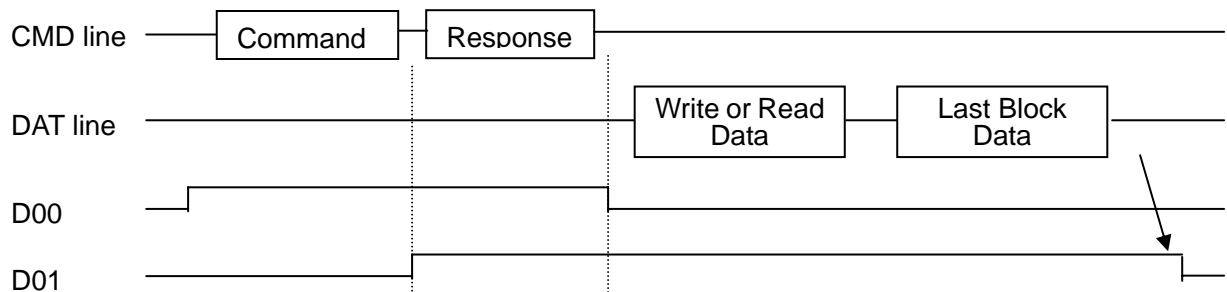 CMD line
Command
Response
DAT line
Write or Read
Data
Last Block
Data
D00
D01